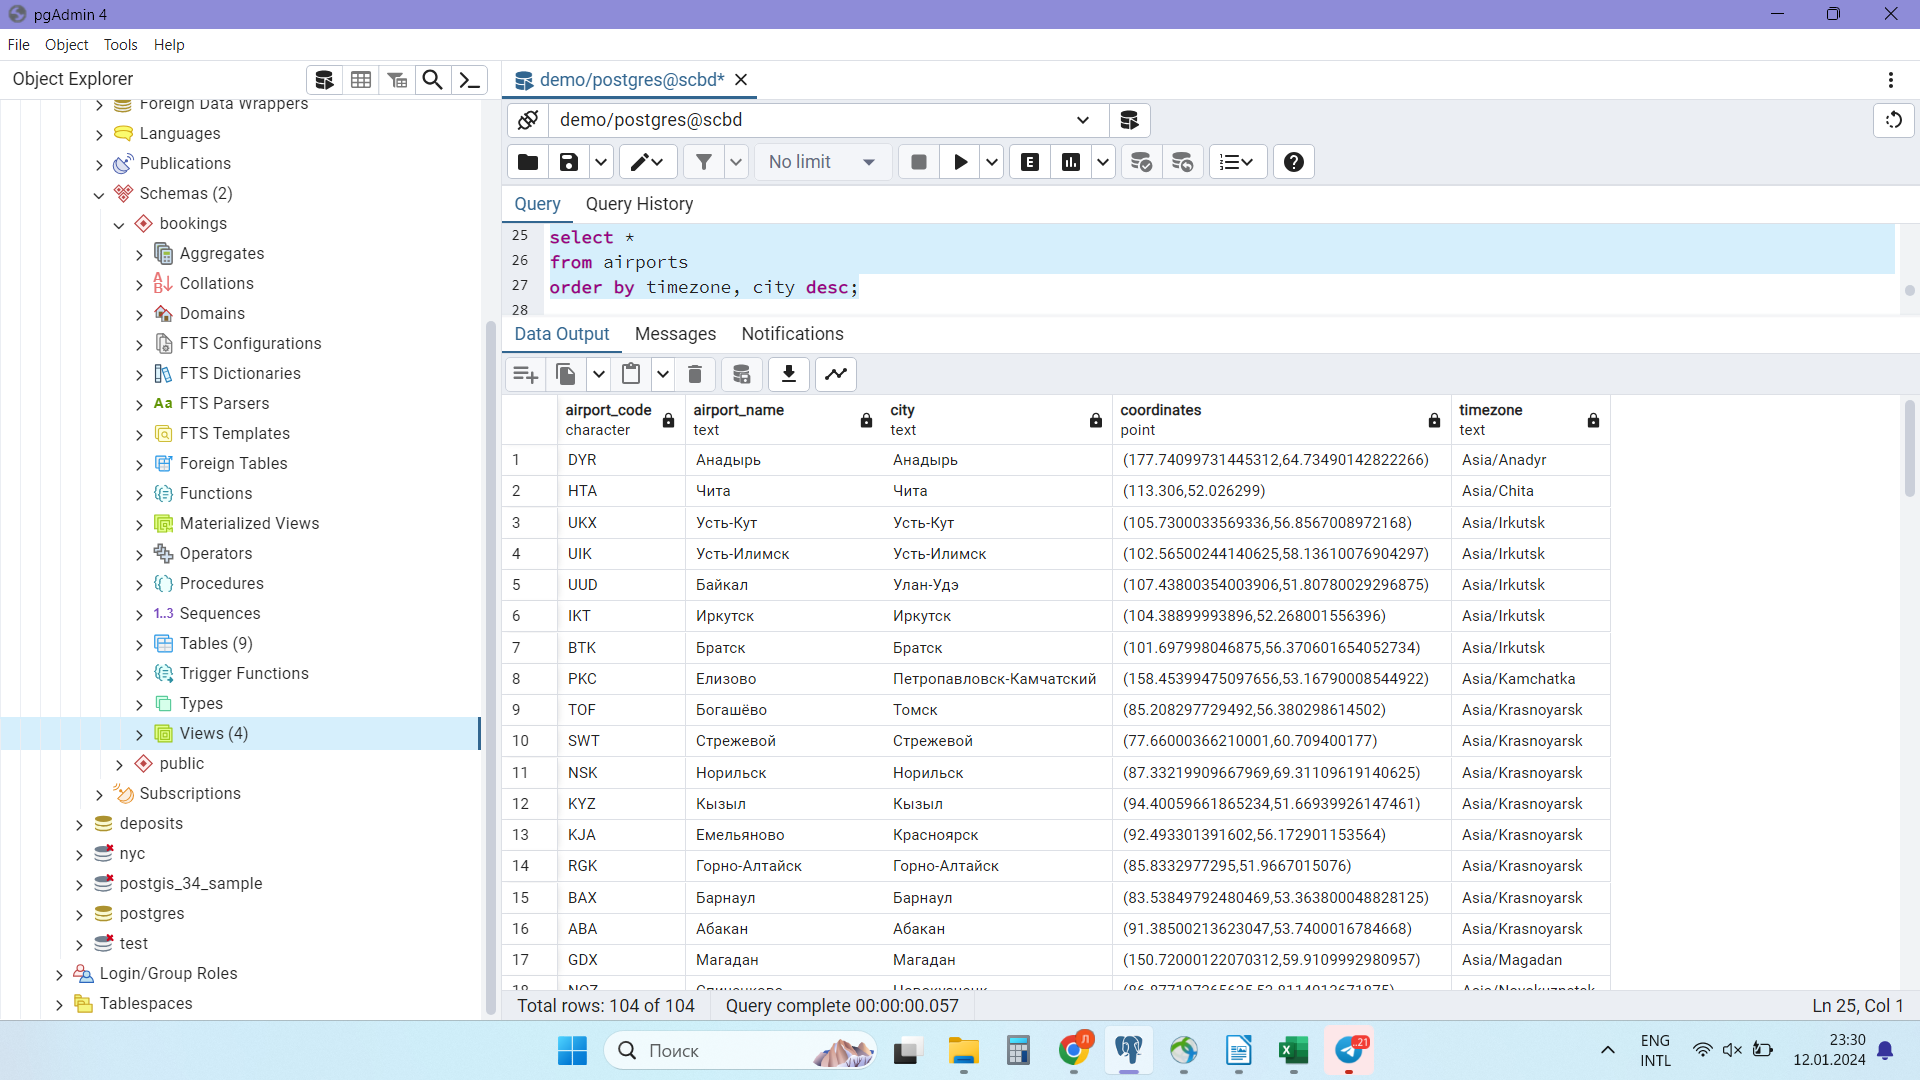 pgAdmin 4
File Object Tools Help
Object Explorer
demo/postgres@scbd*
demo/postgres@scbd
No limit
Query Query History
25 select *
26 from airports
27 order by timezone, city desc;
28
Data Output Messages Notifications
Foreign Data Wrappers
Languages
Publications
Schemas (2)
bookings
Aggregates
Collations
Domains
FTS Configurations
FTS Dictionaries
Aa FTS Parsers
FTS Templates
Foreign Tables
Functions
Materialized Views
Operators
Procedures
1..3 Sequences
Tables (9)
Trigger Functions
Types
Views (4)
public
Subscriptions
deposits
nyc
postgis_34_sample
postgres
test
Login/Group Roles
Tablespaces
airport_code airport_name city coordinates timezone
character text text point text
1 DYR Анадырь Анадырь (177.74099731445312,64.73490142822266) Asia/Anadyr
2 HTA Чита Чита (113.306,52.026299) Asia/Chita
3 UKX Усть-Кут Усть-Кут (105.7300033569336,56.8567008972168) Asia/Irkutsk
4 UIK Усть-Илимск Усть-Илимск (102.56500244140625,58.13610076904297) Asia/Irkutsk
5 UUD Байкал Улан-Удэ (107.43800354003906,51.80780029296875) Asia/Irkutsk
6 IKT Иркутск Иркутск (104.38899993896,52.268001556396) Asia/Irkutsk
7 BTK Братск Братск (101.697998046875,56.370601654052734) Asia/Irkutsk
8 PKC Елизово Петропавловск-Камчатский (158.45399475097656,53.16790008544922) Asia/Kamchatka
9 TOF Богашёво Томск (85.208297729492,56.380298614502) Asia/Krasnoyarsk
10 SWT Стрежевой Стрежевой (77.66000366210001,60.709400177) Asia/Krasnoyarsk
11 NSK Норильск Норильск (87.33219909667969,69.31109619140625) Asia/Krasnoyarsk
12 KYZ Кызыл Кызыл (94.40059661865234,51.66939926147461) Asia/Krasnoyarsk
13 KJA Емельяново Красноярск (92.493301391602,56.172901153564) Asia/Krasnoyarsk
14 RGK Горно-Алтайск Горно-Алтайск (85.8332977295,51.9667015076) Asia/Krasnoyarsk
15 BAX Барнаул Барнаул (83.53849792480469,53.363800048828125) Asia/Krasnoyarsk
16 ABA Абакан Абакан (91.38500213623047,53.7400016784668) Asia/Krasnoyarsk
17 GDX Магадан Магадан (150.72000122070312,59.9109992980957) Asia/Magadan
Total rows: 104 of 104 Query complete 00:00:00.057 Ln 25, Col 1
Поиск
Л
21
ENG
INTL
23:30
12.01.2024